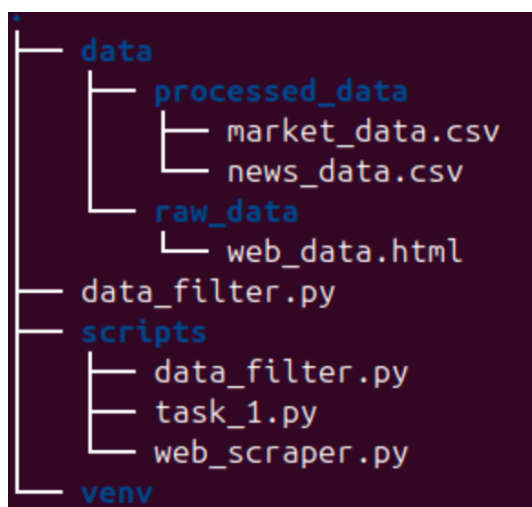 .
├── data
│   ├── processed_data
│   │   ├── market_data.csv
│   │   └── news_data.csv
│   └── raw_data
│       └── web_data.html
├── data_filter.py
├── scripts
│   ├── data_filter.py
│   ├── task_1.py
│   └── web_scraper.py
└── venv